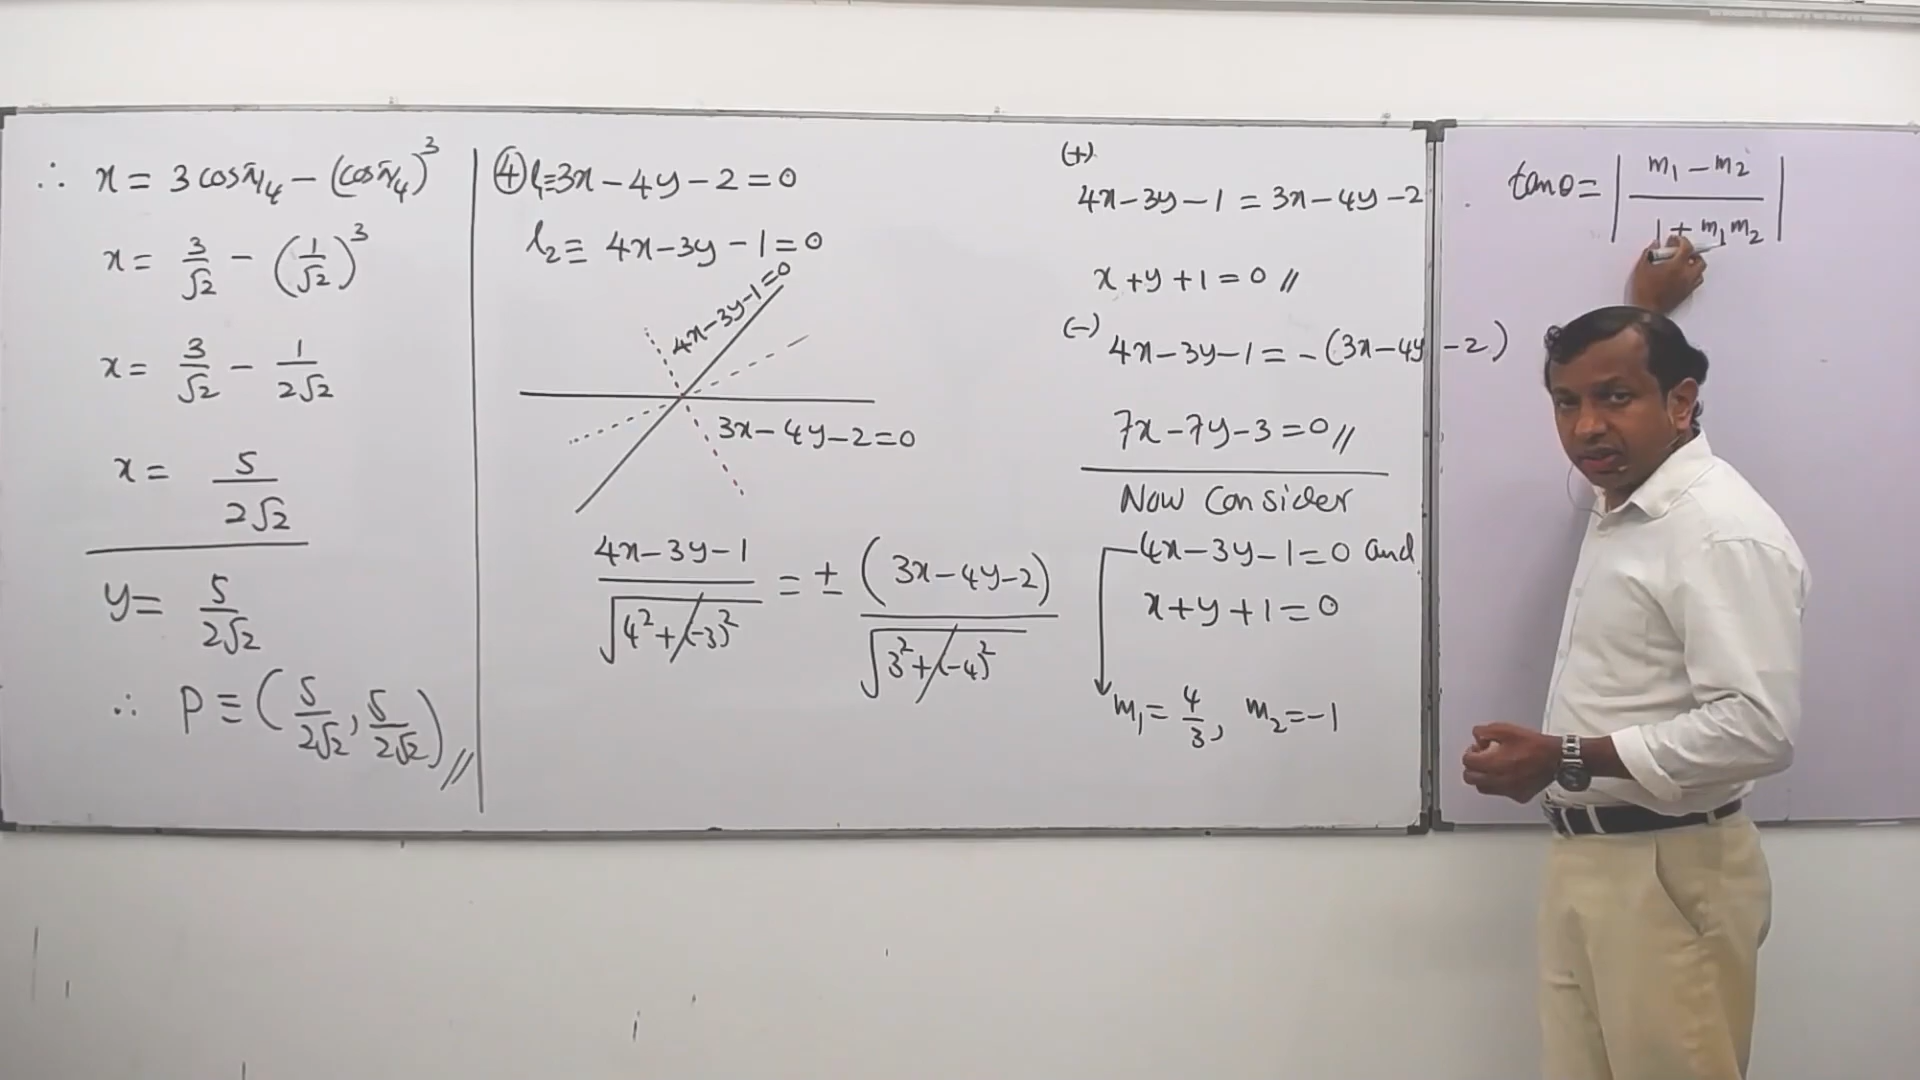 ∴ x = 3 cos π/4 − (cos π/4)^3
x = 3/√2 − (1/√2)^3
x = 3/√2 − 1/2√2
x = 5/2√2
y = 5/2√2
∴ P ≡ (5/2√2, 5/2√2)//
④ l₁ ≡ 3x − 4y − 2 = 0
l₂ ≡ 4x − 3y − 1 = 0
4x − 3y − 1 = 0
3x − 4y − 2 = 0
(4x − 3y − 1)/√(4² + (−3)²) = ± (3x − 4y − 2)/√(3² + (−4)²)
(+)
4x − 3y − 1 = 3x − 4y − 2
x + y + 1 = 0 //
(−)
4x − 3y − 1 = − (3x − 4y − 2)
7x − 7y − 3 = 0 //
Now Consider
4x − 3y − 1 = 0 and
x + y + 1 = 0
m₁ = 4/3, m₂ = −1
tanθ = |(m₁ − m₂)/(1 + m₁m₂)|